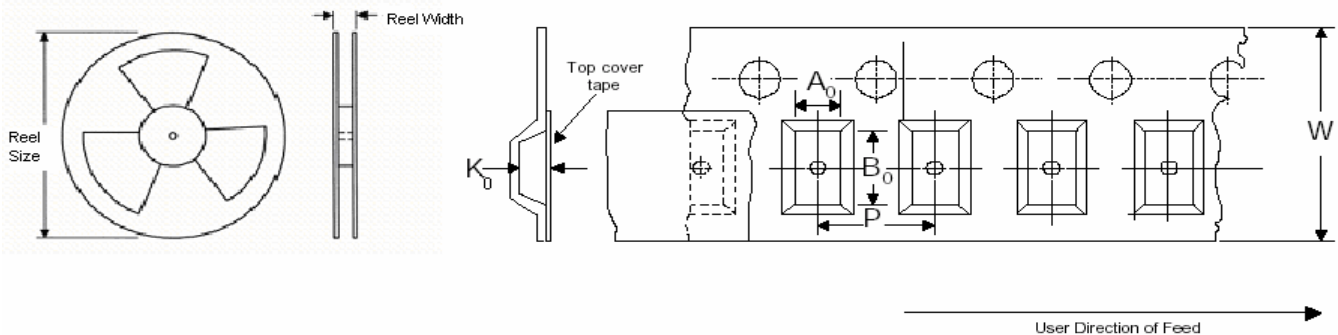 Reel Width
Reel
Size
Top cover
tape
K0
A0
B0
P
W
User Direction of Feed